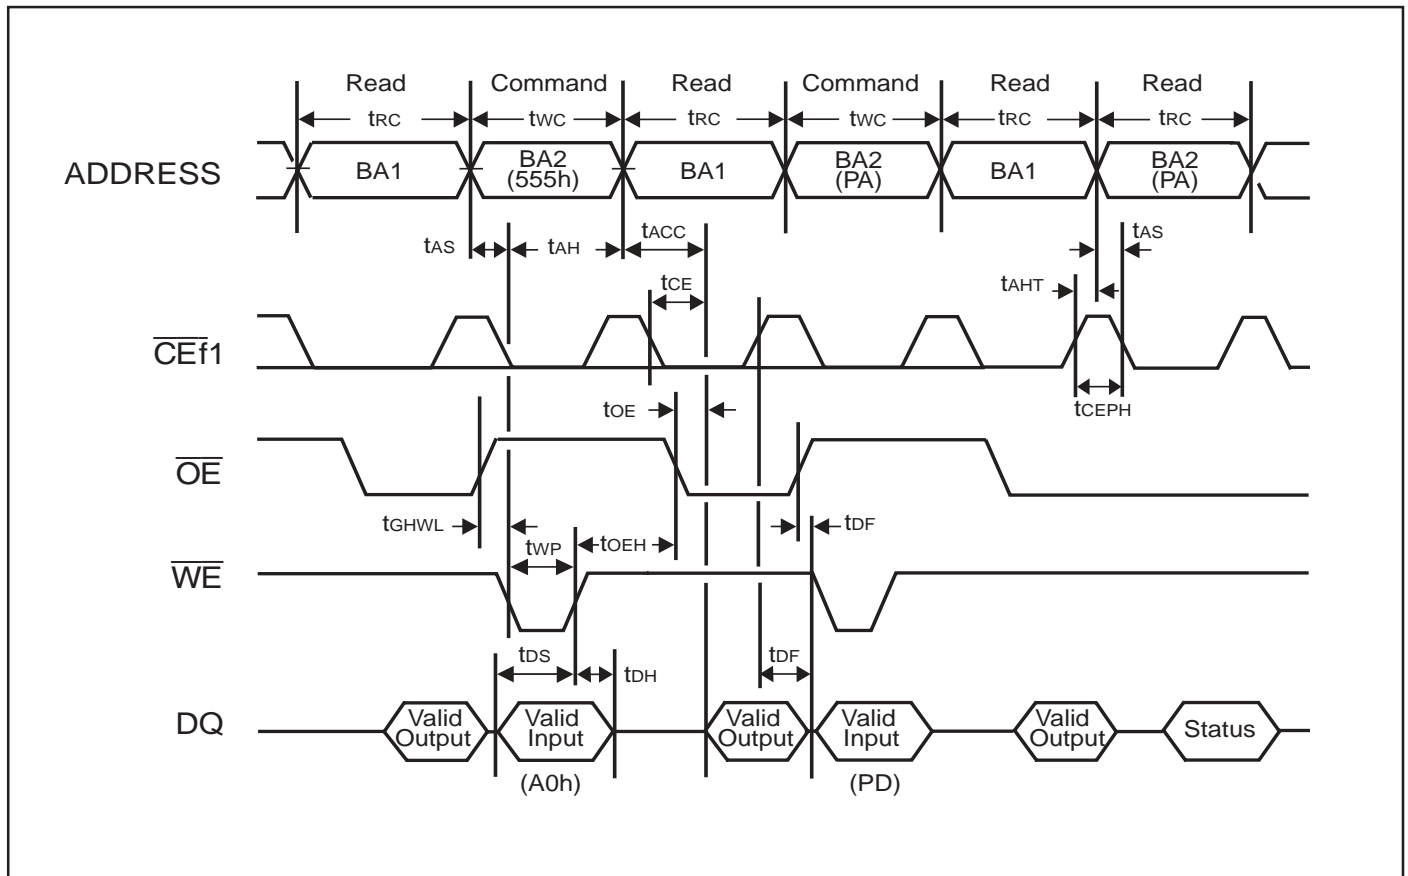 Read Command Read Command Read Read
tRC tWC tRC tWC tRC tRC
ADDRESS BA1 BA2 (555h) BA1 BA2 (PA) BA1 BA2 (PA)
tAS tAH tACC tAS
tCE tAHT
CEf1
tOE tCEPH
OE
tGHWL tWP tOEH tDF
WE
tDS tDH tDF
DQ Valid Output Valid Input Valid Output Valid Input Valid Output Status
(A0h) (PD)